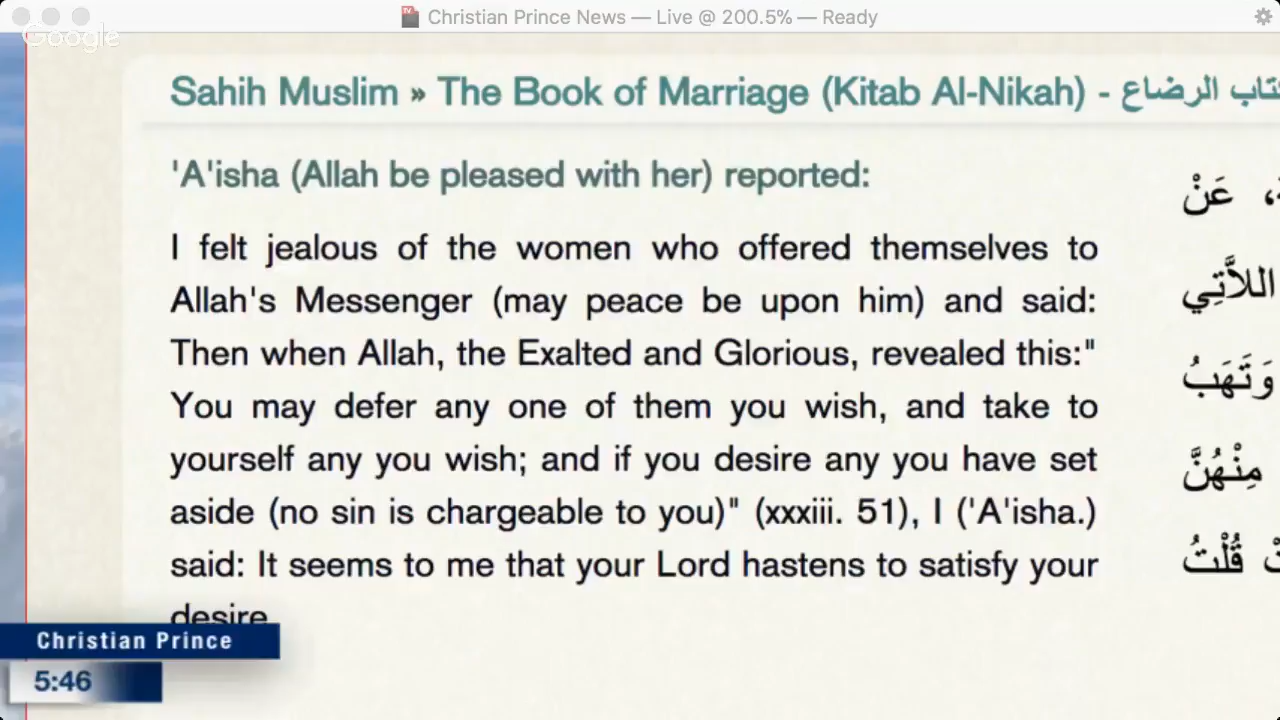 Christian Prince News — Live @ 200.5% — Ready
Google
Sahih Muslim » The Book of Marriage (Kitab Al-Nikah) - كتاب الرضاع
'A'isha (Allah be pleased with her) reported:
عَنْ
I felt jealous of the women who offered themselves to
اللاَّتِي
Allah's Messenger (may peace be upon him) and said:
Then when Allah, the Exalted and Glorious, revealed this:"
وَتَهَبُ
You may defer any one of them you wish, and take to
yourself any you wish; and if you desire any you have set
مِنْهُنَّ
aside (no sin is chargeable to you)" (xxxiii. 51), I ('A'isha.)
قُلْتُ
said: It seems to me that your Lord hastens to satisfy your
desire.
Christian Prince
5:46